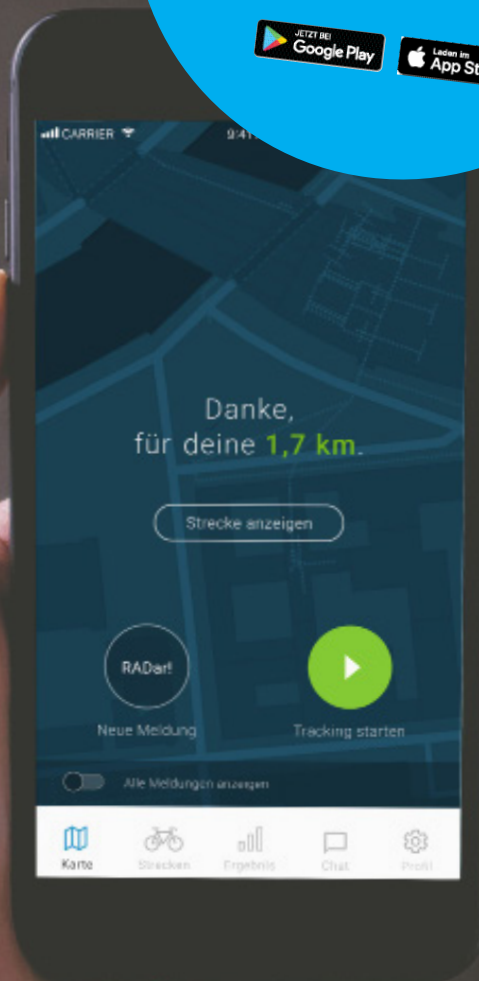 JETZT BEI
Google Play
Laden im
App St
CARRIER
9:41
Danke,
für deine 1,7 km.
Strecke anzeigen
RADar!
Neue Meldung
Tracking starten
Alle Meldungen anzeigen
Karte
Strecken
Ergebnis
Chat
Profil